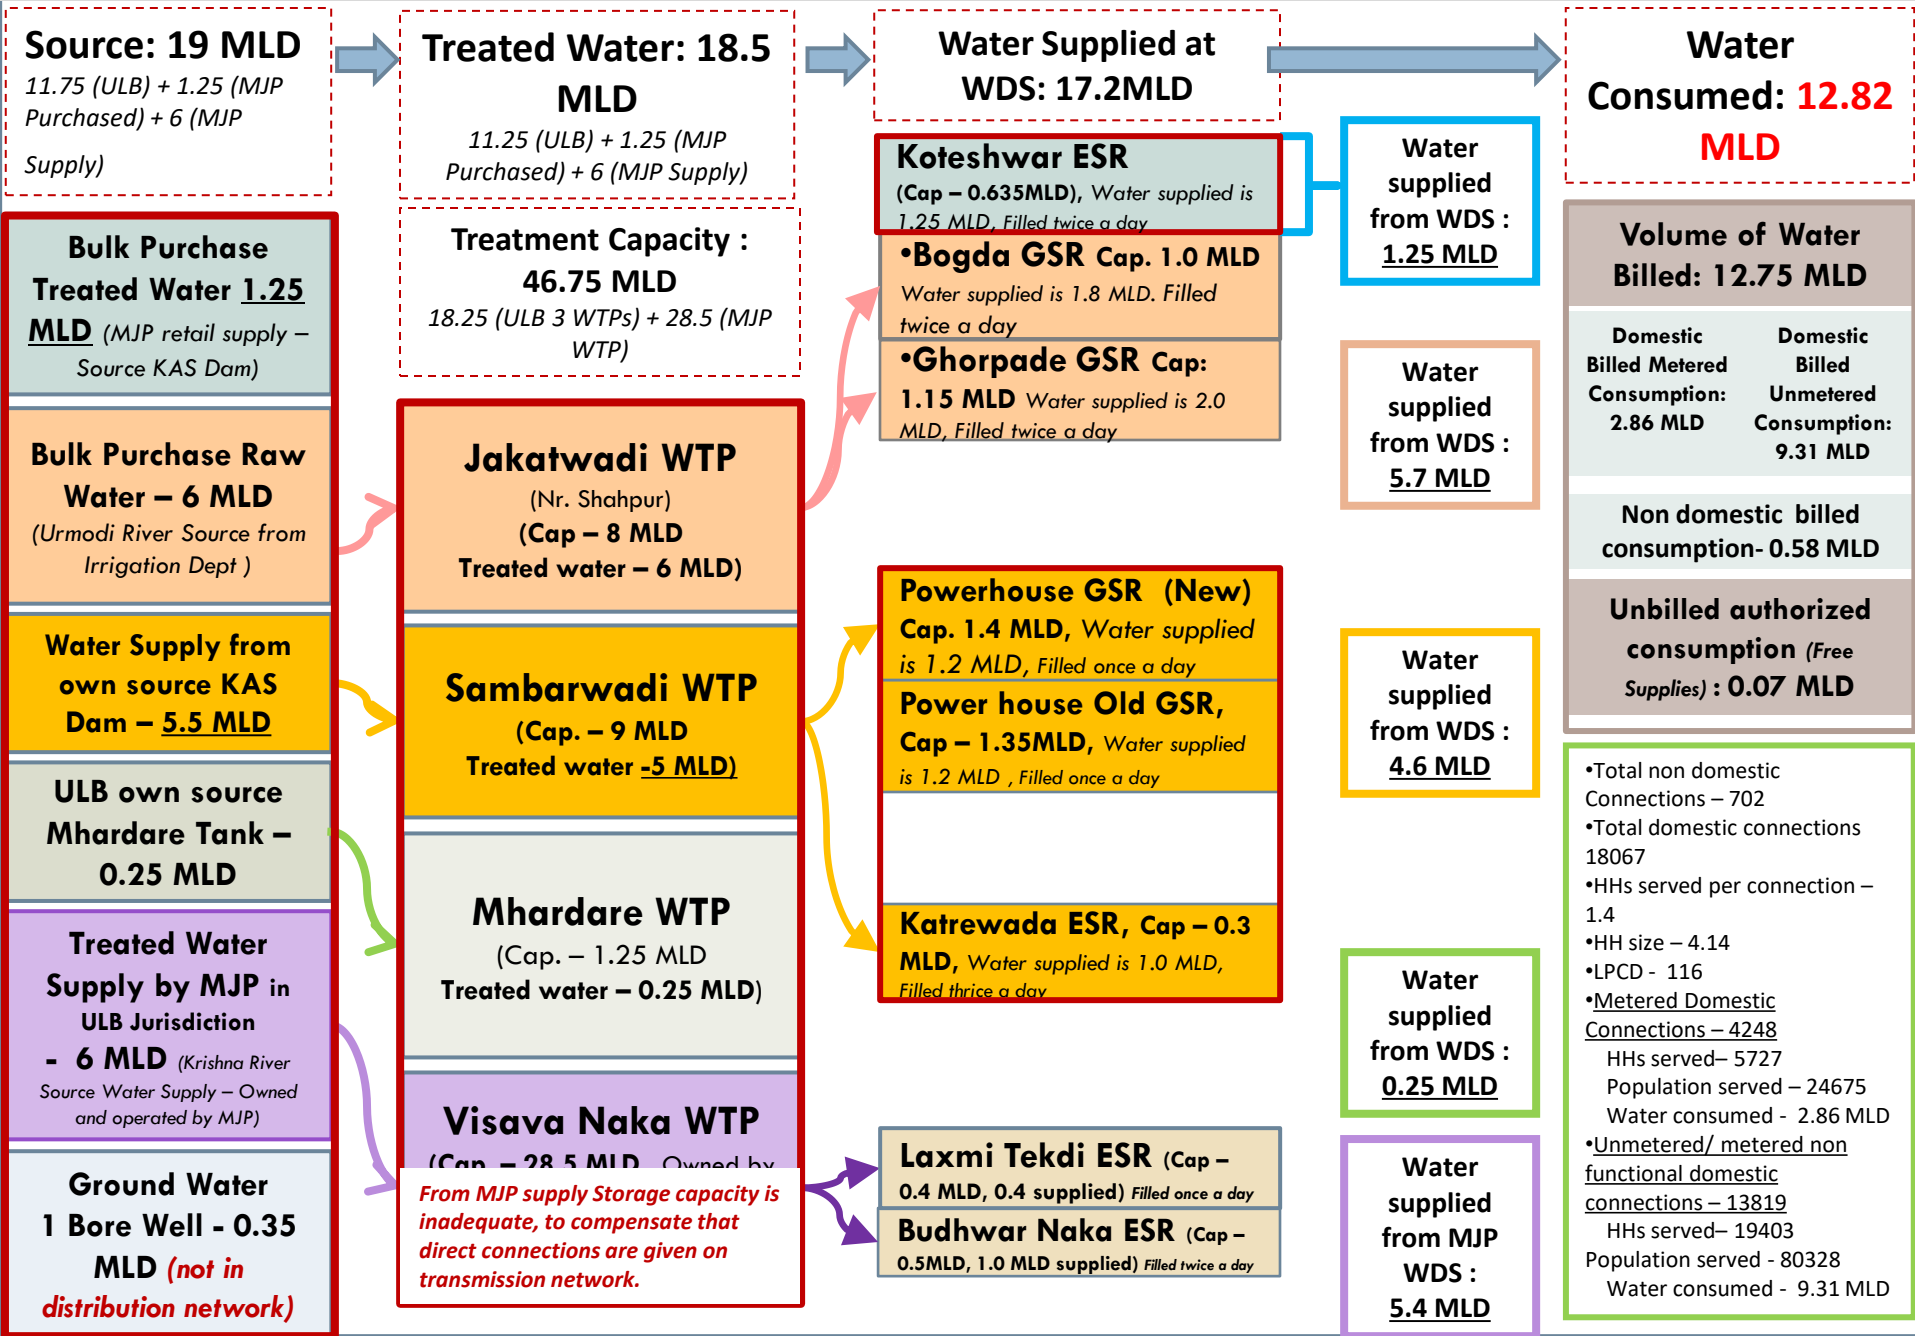 Source: 19 MLD
11.75 (ULB) + 1.25 (MJP
Purchased) + 6 (MJP
Supply)
Treated Water: 18.5
MLD
11.25 (ULB) + 1.25 (MJP
Purchased) + 6 (MJP Supply)
Water Supplied at
WDS: 17.2MLD
Water
Consumed: 12.82
MLD
Bulk Purchase
Treated Water 1.25
MLD (MJP retail supply –
Source KAS Dam)
Bulk Purchase Raw
Water – 6 MLD
(Urmodi River Source from
Irrigation Dept )
Water Supply from
own source KAS
Dam – 5.5 MLD
ULB own source
Mhardare Tank –
0.25 MLD
Treated Water
Supply by MJP in
ULB Jurisdiction
- 6 MLD (Krishna River
Source Water Supply – Owned
and operated by MJP)
Ground Water
1 Bore Well - 0.35
MLD (not in
distribution network)
Treatment Capacity :
46.75 MLD
18.25 (ULB 3 WTPs) + 28.5 (MJP
WTP)
Jakatwadi WTP
(Nr. Shahpur)
(Cap – 8 MLD
Treated water – 6 MLD)
Sambarwadi WTP
(Cap. – 9 MLD
Treated water -5 MLD)
Mhardare WTP
(Cap. – 1.25 MLD
Treated water – 0.25 MLD)
Visava Naka WTP
(Cap. – 28.5 MLD, Owned by
From MJP supply Storage capacity is
inadequate, to compensate that
direct connections are given on
transmission network.
Koteshwar ESR
(Cap – 0.635MLD), Water supplied is
1.25 MLD, Filled twice a day
•Bogda GSR Cap. 1.0 MLD
Water supplied is 1.8 MLD. Filled
twice a day
•Ghorpade GSR Cap:
1.15 MLD Water supplied is 2.0
MLD, Filled twice a day
Powerhouse GSR (New)
Cap. 1.4 MLD, Water supplied
is 1.2 MLD, Filled once a day
Power house Old GSR,
Cap – 1.35MLD, Water supplied
is 1.2 MLD , Filled once a day
Katrewada ESR, Cap – 0.3
MLD, Water supplied is 1.0 MLD,
Filled thrice a day
Laxmi Tekdi ESR (Cap –
0.4 MLD, 0.4 supplied) Filled once a day
Budhwar Naka ESR (Cap –
0.5MLD, 1.0 MLD supplied) Filled twice a day
Water
supplied
from WDS :
1.25 MLD
Water
supplied
from WDS :
5.7 MLD
Water
supplied
from WDS :
4.6 MLD
Water
supplied
from WDS :
0.25 MLD
Water
supplied
from MJP
WDS :
5.4 MLD
Volume of Water
Billed: 12.75 MLD
Domestic
Billed Metered
Consumption:
2.86 MLD
Domestic
Billed
Unmetered
Consumption:
9.31 MLD
Non domestic billed
consumption- 0.58 MLD
Unbilled authorized
consumption (Free
Supplies) : 0.07 MLD
•Total non domestic
Connections – 702
•Total domestic connections
18067
•HHs served per connection –
1.4
•HH size – 4.14
•LPCD - 116
•Metered Domestic
Connections – 4248
HHs served– 5727
Population served – 24675
Water consumed - 2.86 MLD
•Unmetered/ metered non
functional domestic
connections – 13819
HHs served– 19403
Population served - 80328
Water consumed - 9.31 MLD